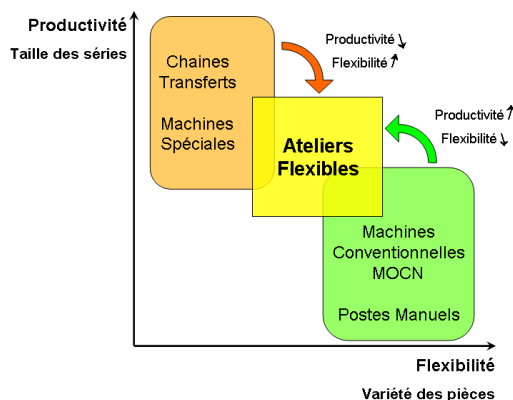 Productivité
Taille des séries
Chaines
Transferts
Machines
Spéciales
Productivité ↓
Flexibilité ↑
Ateliers
Flexibles
Productivité ↑
Flexibilité ↓
Machines
Conventionnelles
MOCN
Postes Manuels
Flexibilité
Variété des pièces